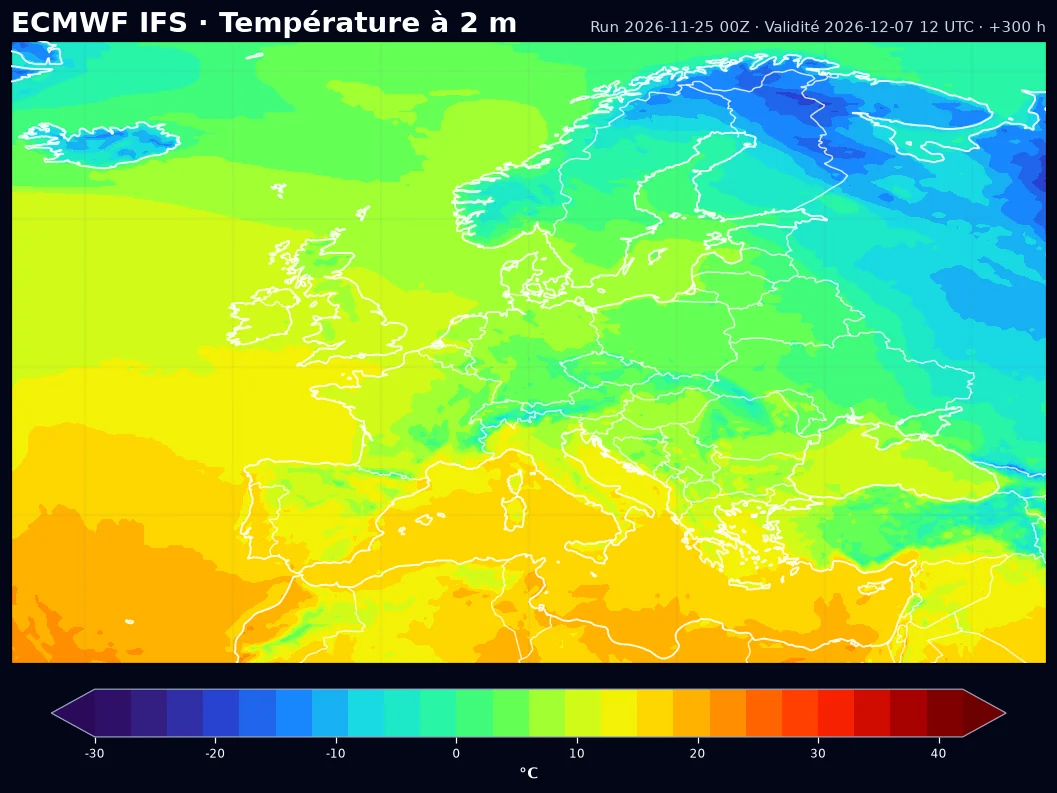 ECMWF IFS · Température à 2 m
Run 2026-11-25 00Z · Validité 2026-12-07 12 UTC · +300 h
-30 -20 -10 0 10 20 30 40
°C